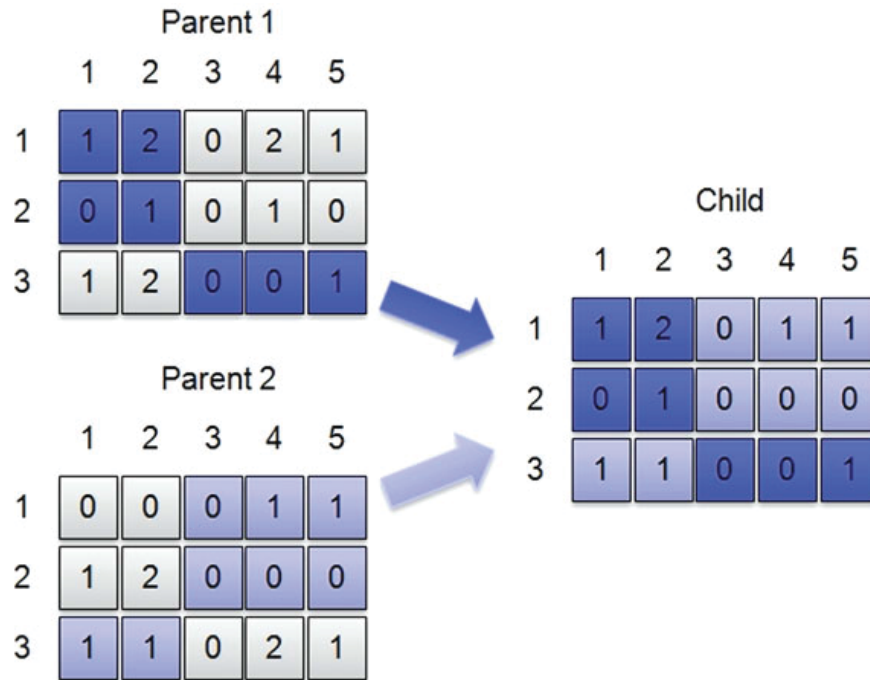 Parent 1
1 2 3 4 5
1 1 2 0 2 1
2 0 1 0 1 0
3 1 2 0 0 1
Parent 2
1 2 3 4 5
1 0 0 0 1 1
2 1 2 0 0 0
3 1 1 0 2 1
Child
1 2 3 4 5
1 1 2 0 1 1
2 0 1 0 0 0
3 1 1 0 0 1